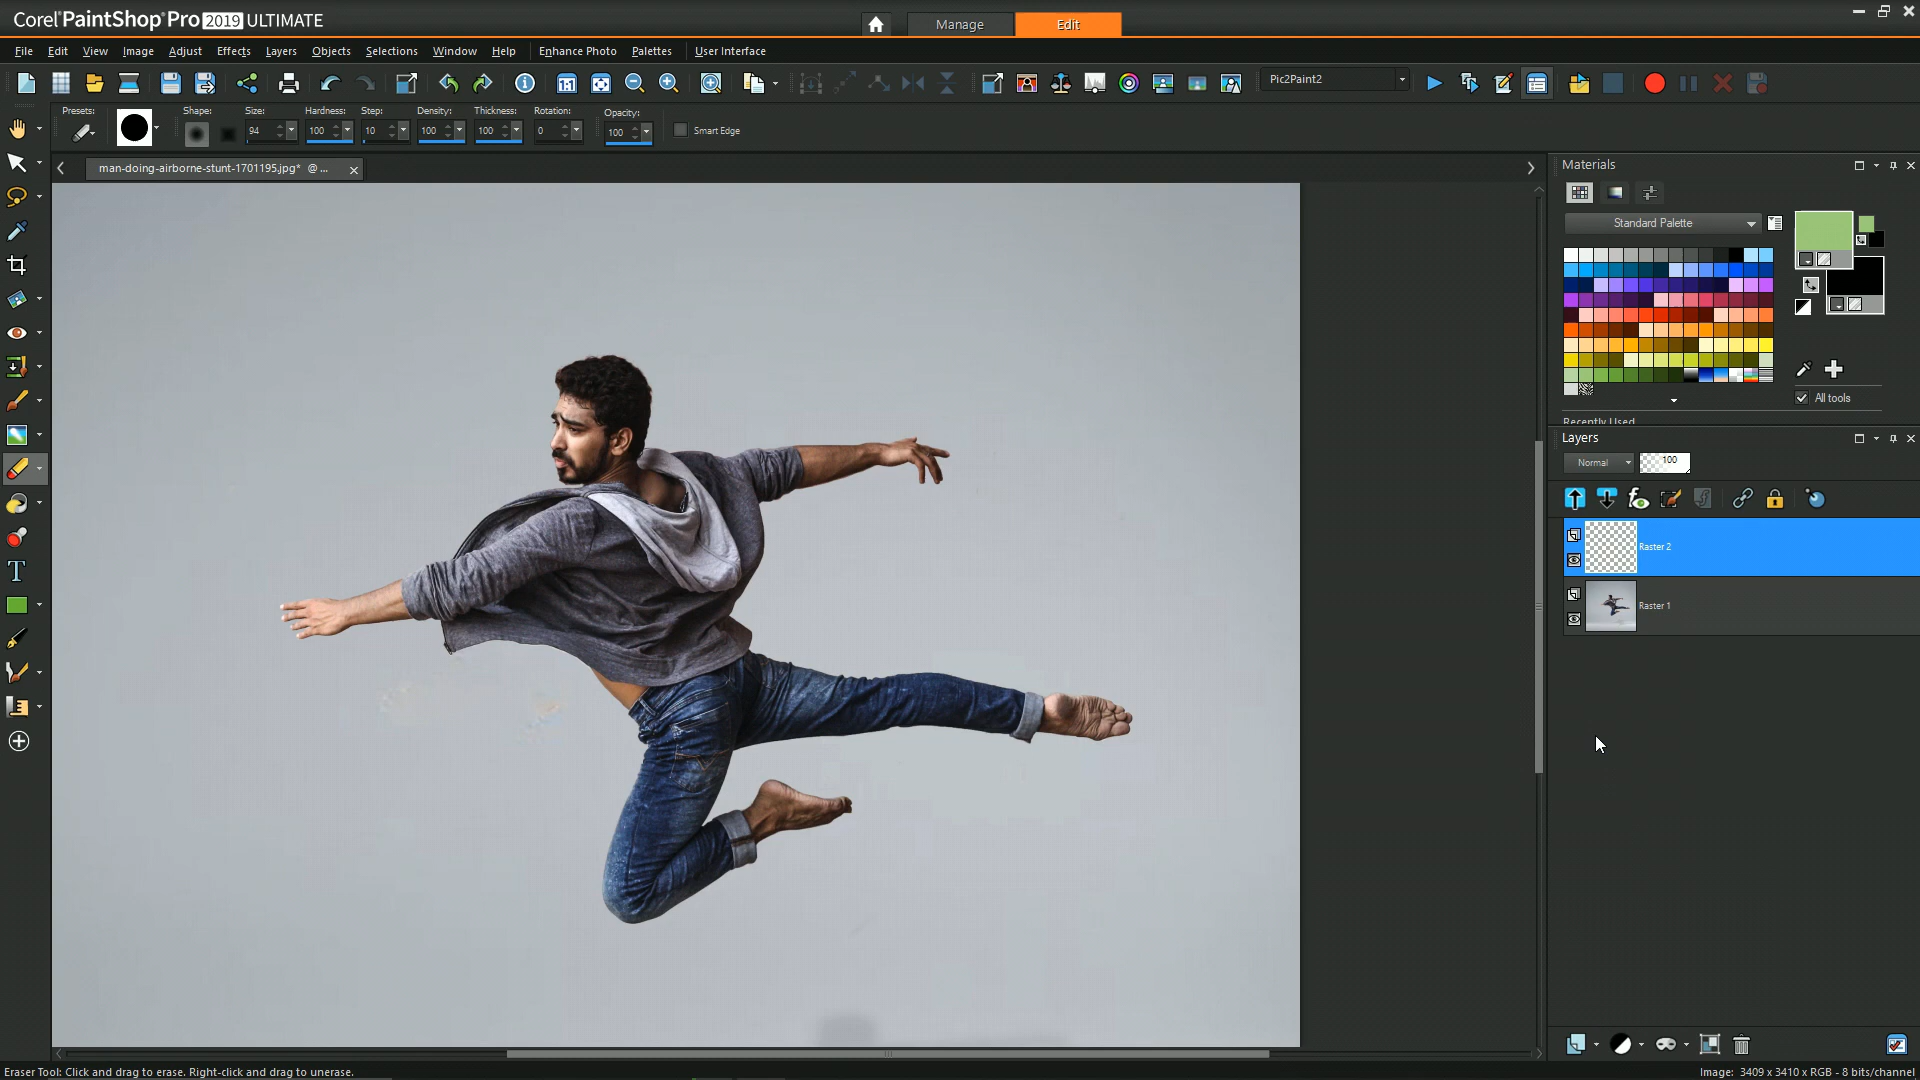 Corel PaintShop Pro 2019 ULTIMATE
Manage
Edit
File Edit View Image Adjust Effects Layers Objects Selections Window Help Enhance Photo Palettes User Interface
Pic2Paint2
Presets:
Shape:
Size:
Hardness:
Step:
Density:
Thickness:
Rotation:
Opacity:
94
100
10
100
100
0
100
Smart Edge
man-doing-airborne-stunt-1701195.jpg* @ ...
Materials
Standard Palette
All tools
Recently Used
Layers
Normal
100
Raster 2
Raster 1
Eraser Tool: Click and drag to erase. Right-click and drag to unerase.
Image: 3409 x 3410 x RGB - 8 bits/channel